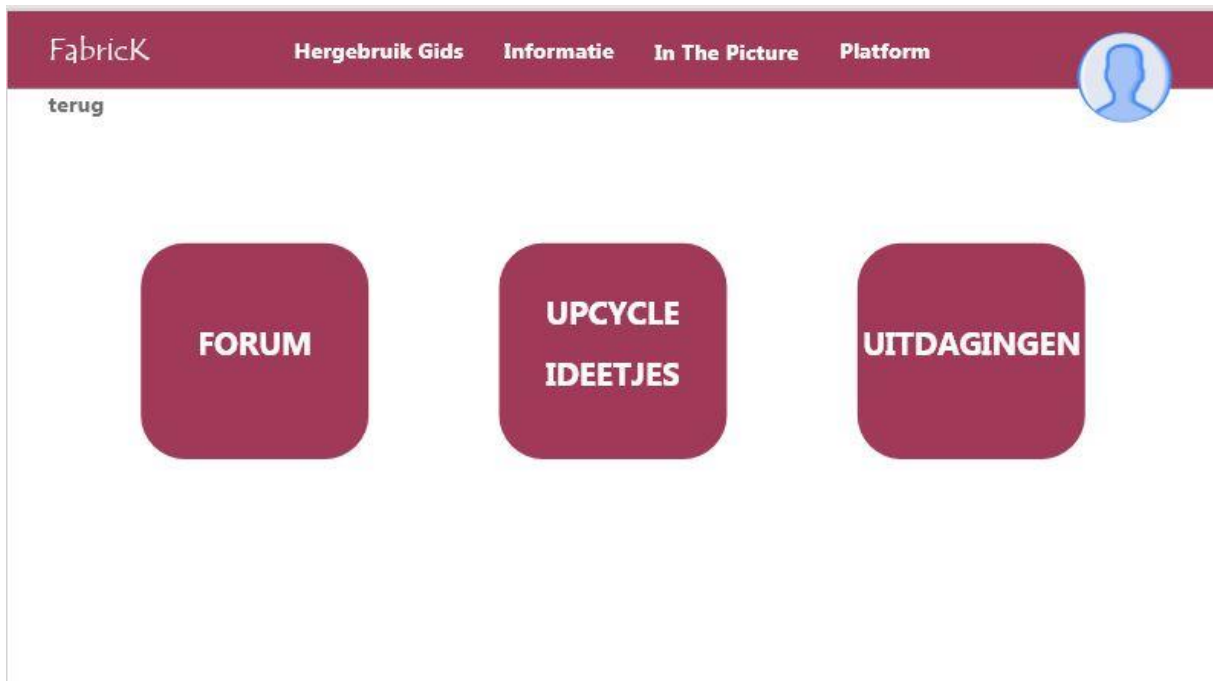 FabricK
Hergebruik Gids
Informatie
In The Picture
Platform
terug
FORUM
UPCYCLE
IDEETJES
UITDAGINGEN